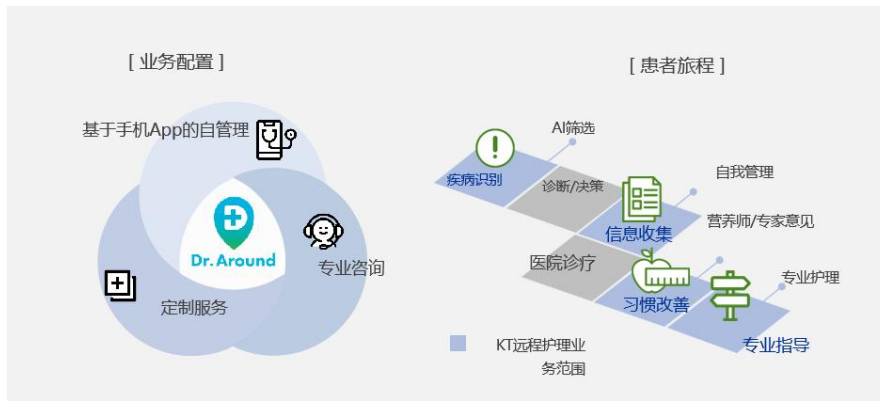 [ 业务配置 ]
基于手机App的自管理
Dr. Around
专业咨询
定制服务
[ 患者旅程 ]
AI筛选
疾病识别
诊断/决策
自我管理
信息收集
营养师/专家意见
医院诊疗
专业护理
习惯改善
专业指导
KT远程护理业
务范围